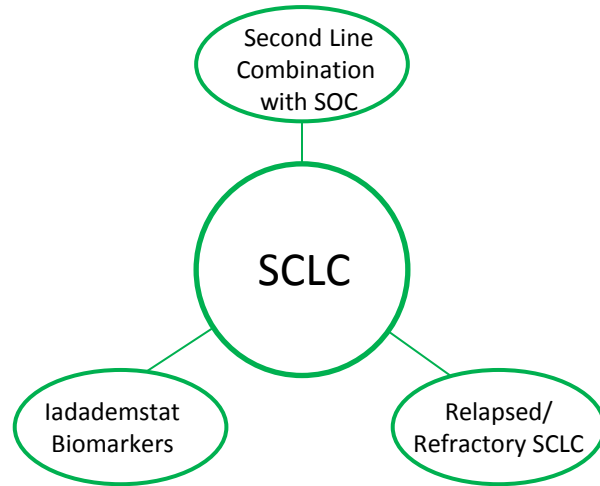 Second Line
Combination
with SOC
SCLC
Iadademstat
Biomarkers
Relapsed/
Refractory SCLC